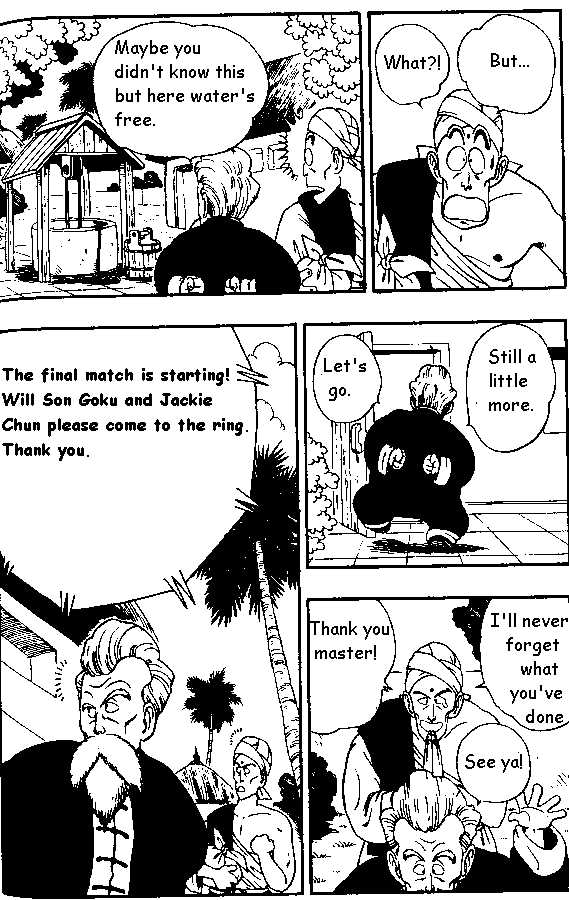 Maybe you
didn't know this
but here water's
free.
What?!
But...
The final match is starting!
Will Son Goku and Jackie
Chun please come to the ring.
Thank you.
Let's
go.
Still a
little
more.
Thank you
master!
I'll never
forget
what
you've
done
See ya!